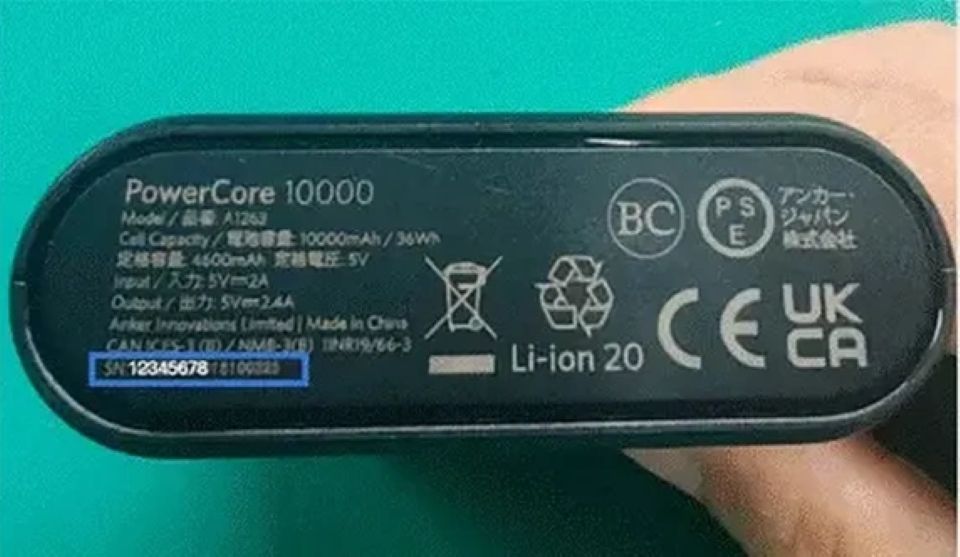 PowerCore 10000
Model / 品番: A1263
Cell Capacity / 電池容量: 10000mAh / 36Wh
定格容量: 4600mAh 定格電圧: 5V
Input / 入力: 5V⎓2A
Output / 出力: 5V⎓2.4A
Anker Innovations Limited | Made in China
CAN ICES-3 (B) / NMB-3(B) 1INR19/66-3
SN:12345678
BC
PSE
アンカー・
ジャパン
株式会社
Li-ion 20
CE
UK
CA